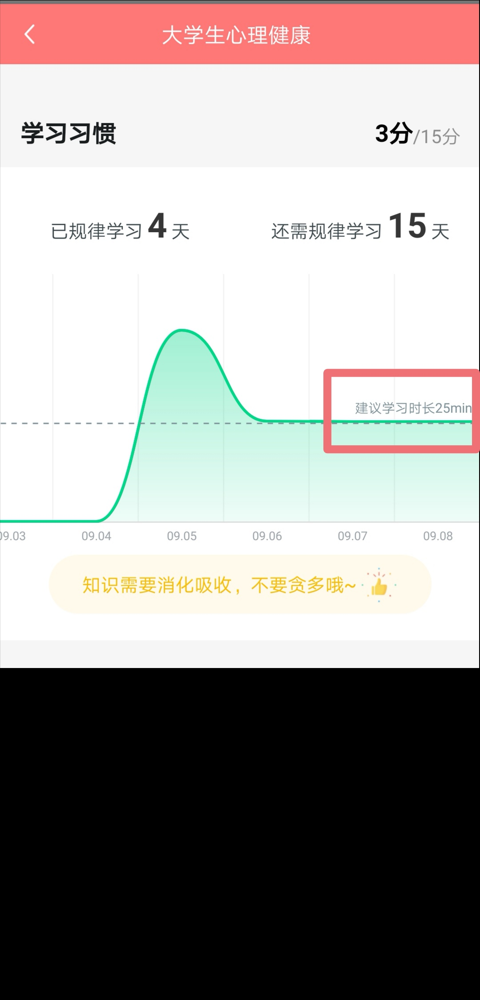 大学生心理健康
学习习惯
3分/15分
已规律学习 4 天
还需规律学习 15 天
建议学习时长25min
09.03 09.04 09.05 09.06 09.07 09.08
知识需要消化吸收，不要贪多哦~